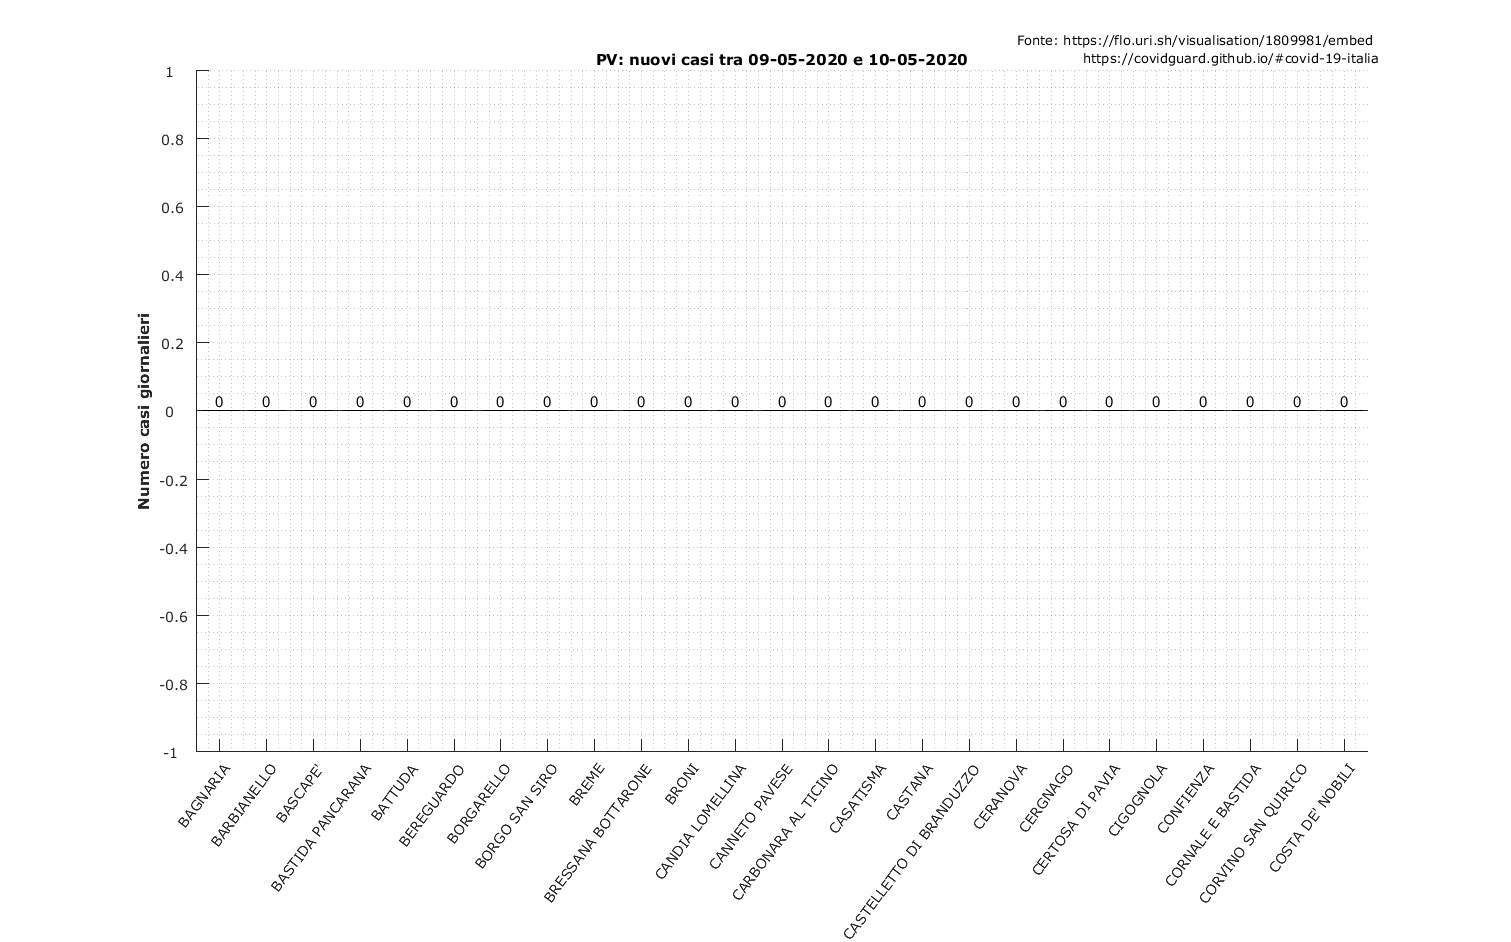 Fonte: https://flo.uri.sh/visualisation/1809981/embed
https://covidguard.github.io/#covid-19-italia
PV: nuovi casi tra 09-05-2020 e 10-05-2020
Numero casi giornalieri
1
0.8
0.6
0.4
0.2
0
-0.2
-0.4
-0.6
-0.8
-1
0 0 0 0 0 0 0 0 0 0 0 0 0 0 0 0 0 0 0 0 0 0 0 0 0
BAGNARIA
BARBIANELLO
BASCAPE'
BASTIDA PANCARANA
BATTUDA
BEREGUARDO
BORGARELLO
BORGO SAN SIRO
BREME
BRESSANA BOTTARONE
BRONI
CANDIA LOMELLINA
CANNETO PAVESE
CARBONARA AL TICINO
CASATISMA
CASTANA
CASTELLETTO DI BRANDUZZO
CERANOVA
CERGNAGO
CERTOSA DI PAVIA
CIGOGNOLA
CONFIENZA
CORNALE E BASTIDA
CORVINO SAN QUIRICO
COSTA DE' NOBILI